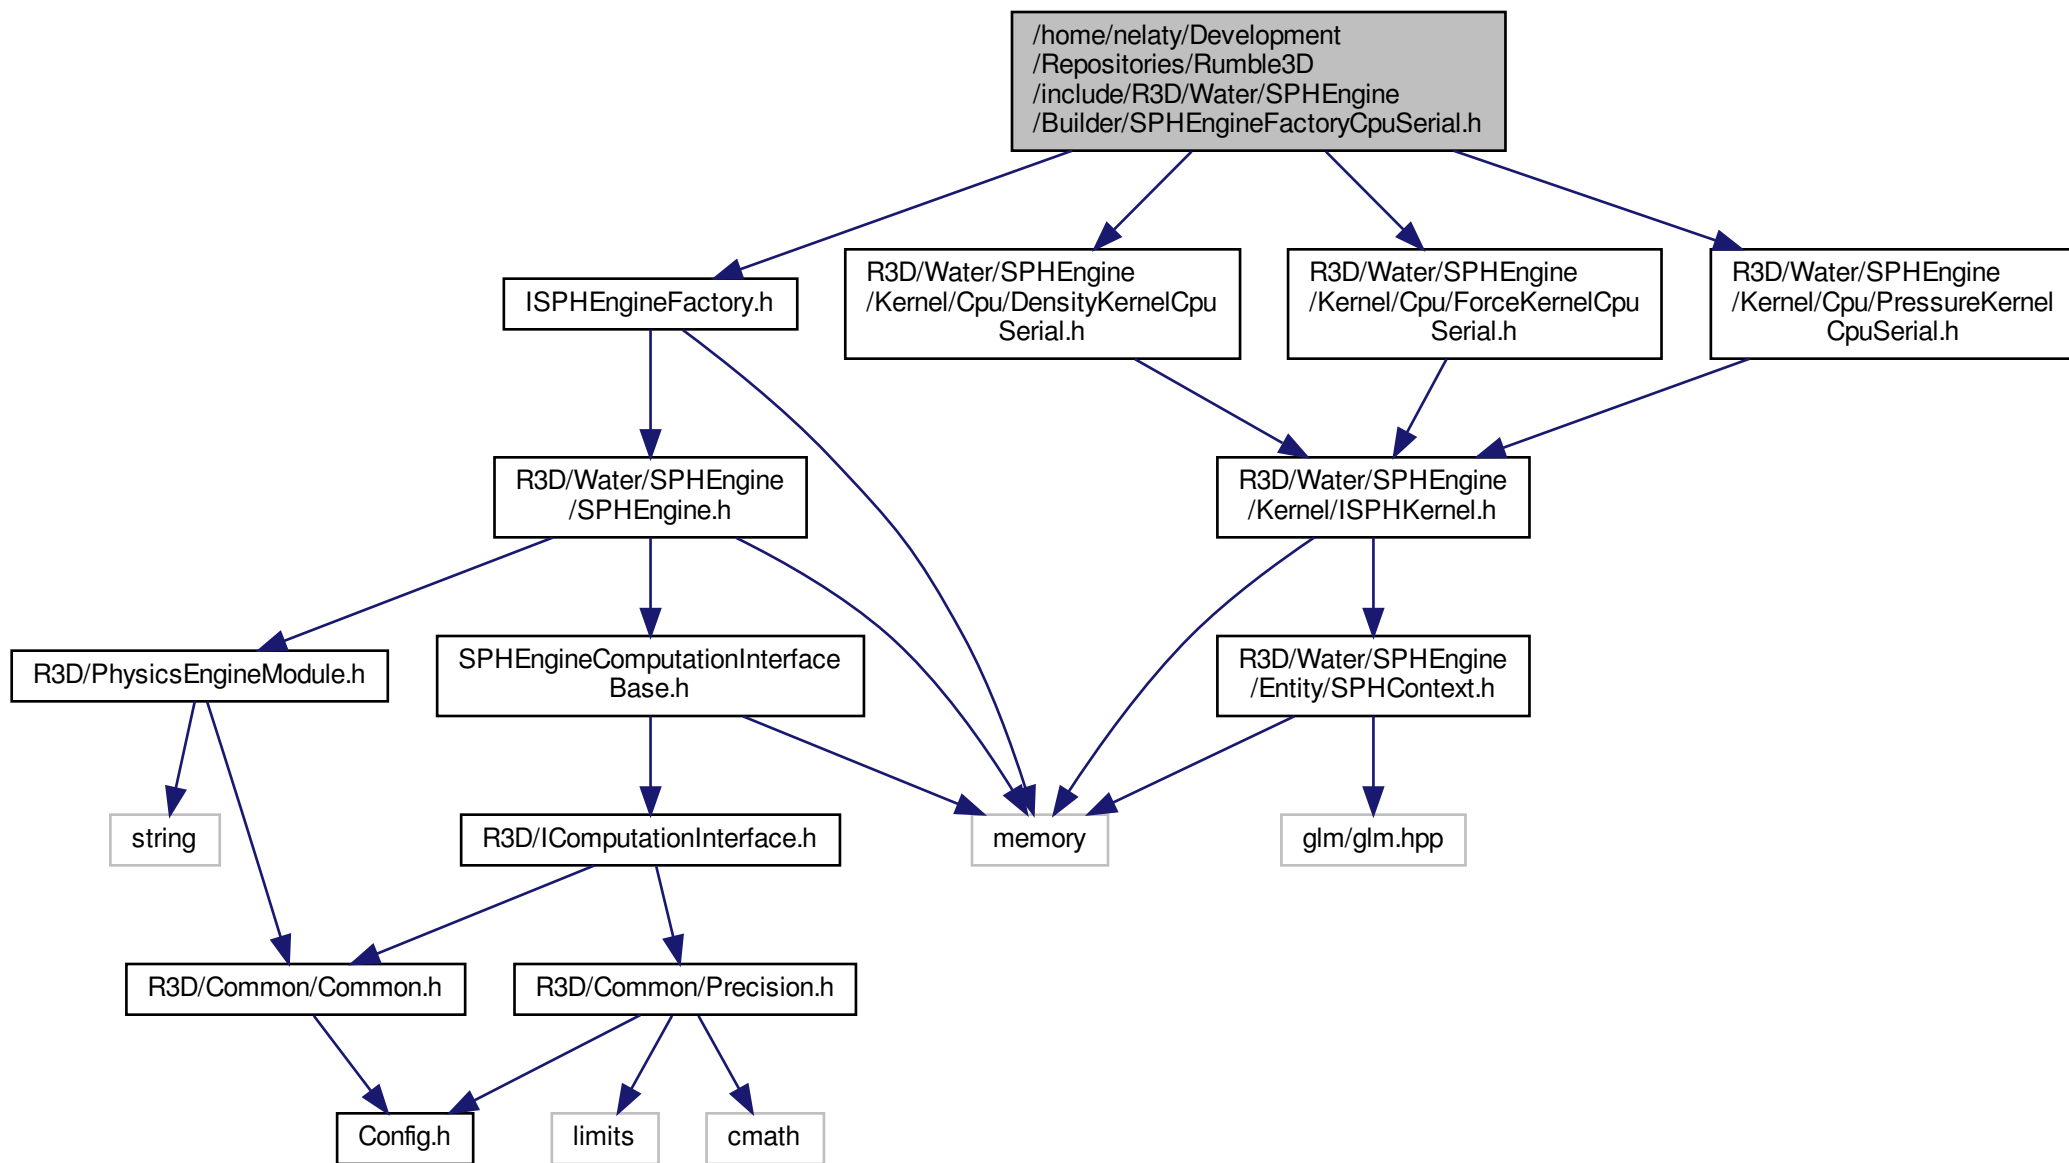 /home/nelaty/Development
/Repositories/Rumble3D
/include/R3D/Water/SPHEngine
/Builder/SPHEngineFactoryCpuSerial.h
ISPHEngineFactory.h
R3D/Water/SPHEngine
/Kernel/Cpu/DensityKernelCpu
Serial.h
R3D/Water/SPHEngine
/Kernel/Cpu/ForceKernelCpu
Serial.h
R3D/Water/SPHEngine
/Kernel/Cpu/PressureKernel
CpuSerial.h
R3D/Water/SPHEngine
/SPHEngine.h
R3D/Water/SPHEngine
/Kernel/ISPHKernel.h
R3D/PhysicsEngineModule.h
SPHEngineComputationInterface
Base.h
R3D/Water/SPHEngine
/Entity/SPHContext.h
string
R3D/IComputationInterface.h
memory
glm/glm.hpp
R3D/Common/Common.h
R3D/Common/Precision.h
Config.h
limits
cmath